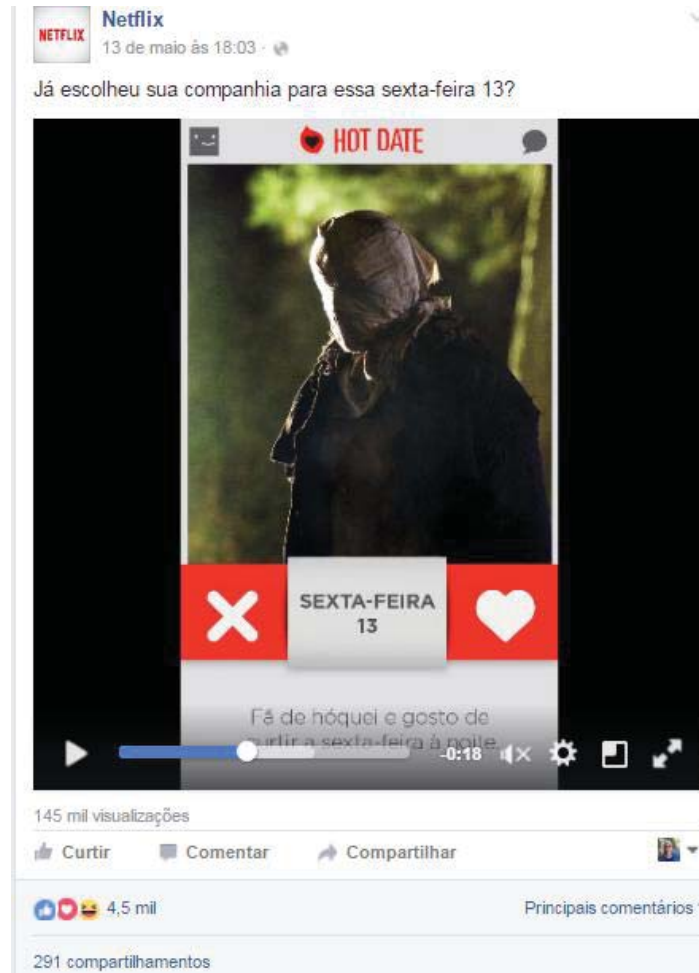 NETFLIX
Netflix
13 de maio às 18:03 ·
Já escolheu sua companhia para essa sexta-feira 13?
HOT DATE
SEXTA-FEIRA
13
Fã de hóquei e gosto de
curtir a sexta-feira à noite.
-0:18
145 mil visualizações
Curtir Comentar Compartilhar
4,5 mil Principais comentários
291 compartilhamentos